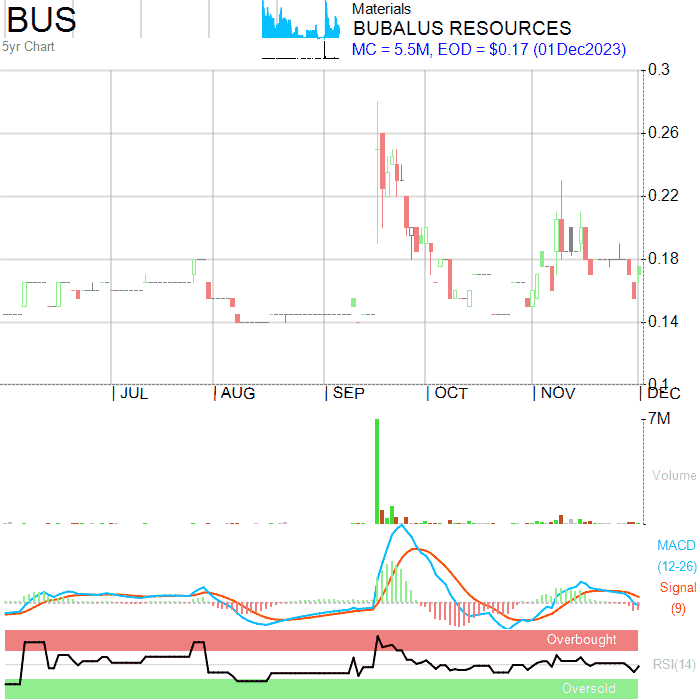 BUS
5yr Chart
Materials
BUBALUS RESOURCES
MC = 5.5M, EOD = $0.17 (01Dec2023)
0.3
0.26
0.22
0.18
0.14
0.1
JUL AUG SEP OCT NOV DEC
7M
Volume
MACD
(12-26)
Signal
(9)
Overbought
RSI(14)
Oversold